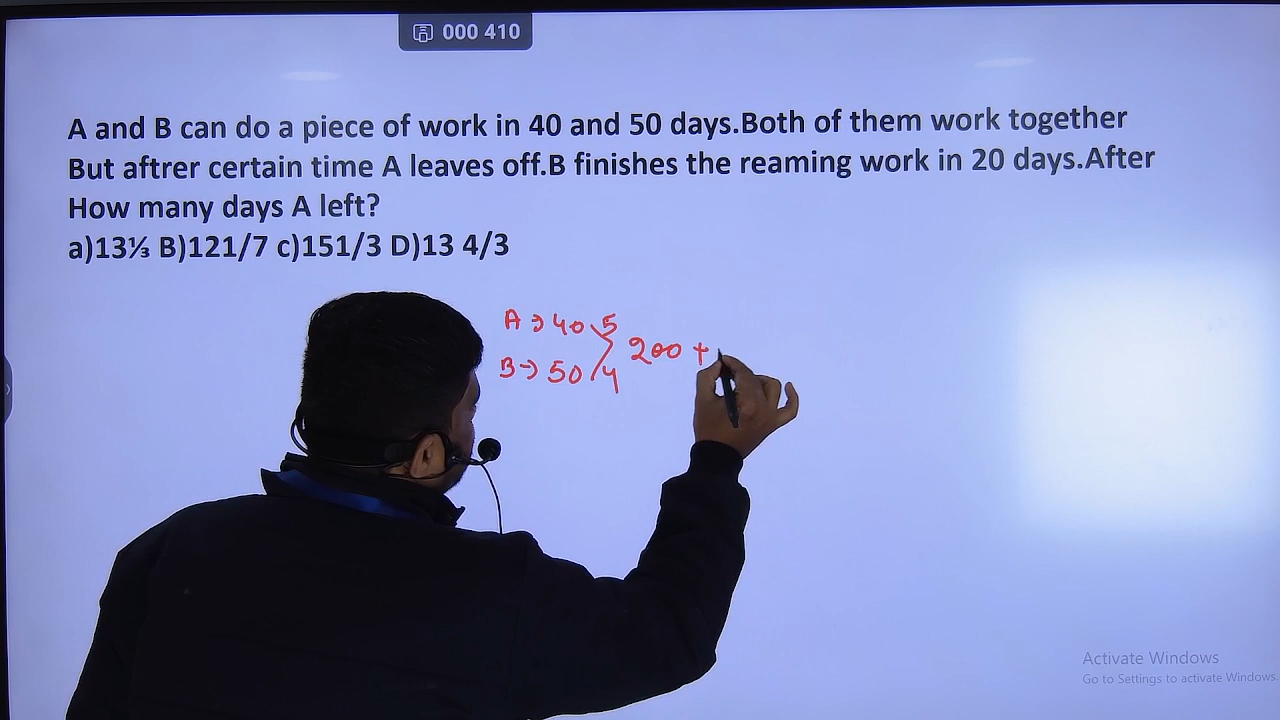 000 410
A and B can do a piece of work in 40 and 50 days.Both of them work together
But aftrer certain time A leaves off.B finishes the reaming work in 20 days.After
How many days A left?
a)13⅓ B)121/7 c)151/3 D)13 4/3
A → 40 5
B → 50 4
200 +
Activate Windows
Go to Settings to activate Windows.